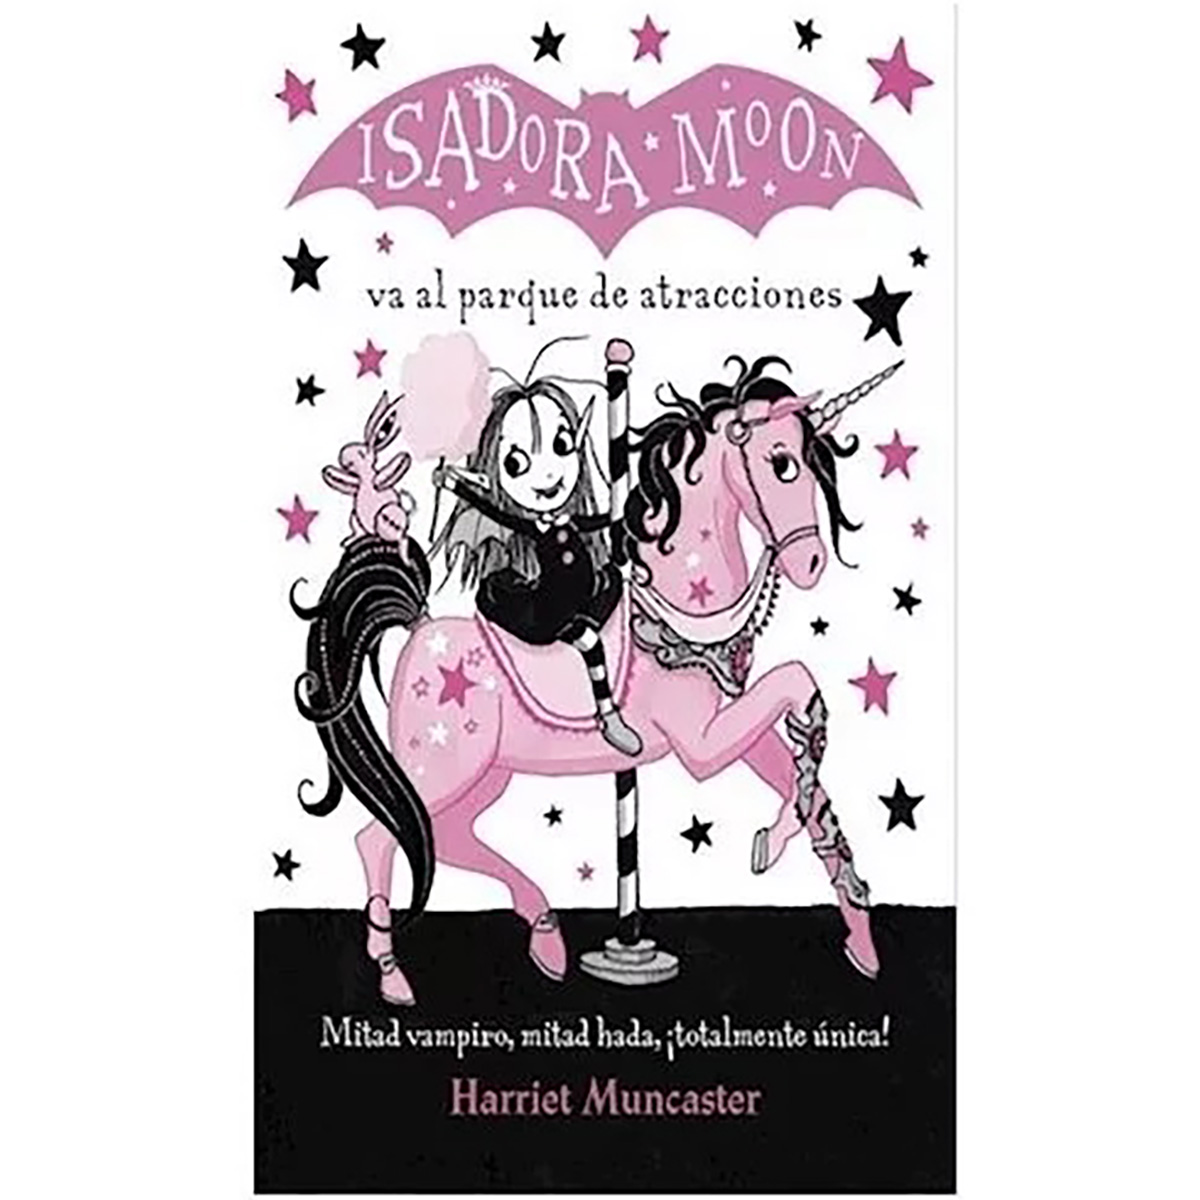 ISADORA MOON
va al parque de atracciones
Mitad vampiro, mitad hada, ¡totalmente única!
Harriet Muncaster